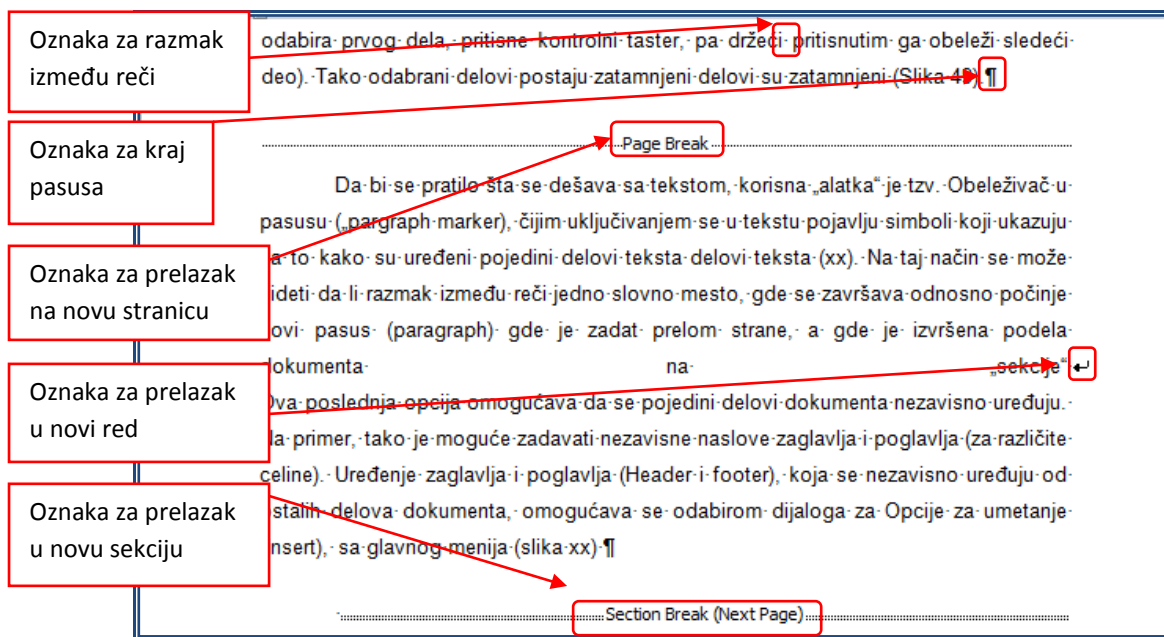 Oznaka za razmak
između reči
Oznaka za kraj
pasusa
Oznaka za prelazak
na novu stranicu
Oznaka za prelazak
u novi red
Oznaka za prelazak
u novu sekciju
odabira prvog dela, pritisne kontrolni taster, pa držeći pritisnutim ga obeleži sledeći
deo). Tako odabrani delovi postaju zatamnjeni delovi su zatamnjeni (Slika 43).¶
Page Break
Da bi se pratilo šta se dešava sa tekstom, korisna „alatka“ je tzv. Obeleživač u
pasusu („pargraph marker), čijim uključivanjem se u tekstu pojavlju simboli koji ukazuju
a to kako su uređeni pojedini delovi teksta delovi teksta (xx). Na taj način se može
ideti da li razmak između reči jedno slovno mesto, gde se završava odnosno počinje
ovi pasus (paragraph) gde je zadat prelom strane, a gde je izvršena podela
dokumenta na „sekcije“ ↵
Ova poslednja opcija omogućava da se pojedini delovi dokumenta nezavisno uređuju.
Na primer, tako je moguće zadavati nezavisne naslove zaglavlja i poglavlja (za različite
celine). Uređenje zaglavlja i poglavlja (Header i footer), koja se nezavisno uređuju od
ostalih delova dokumenta, omogućava se odabirom dijaloga za Opcije za umetanje
nsert), sa glavnog menija (slika xx) ¶
Section Break (Next Page)